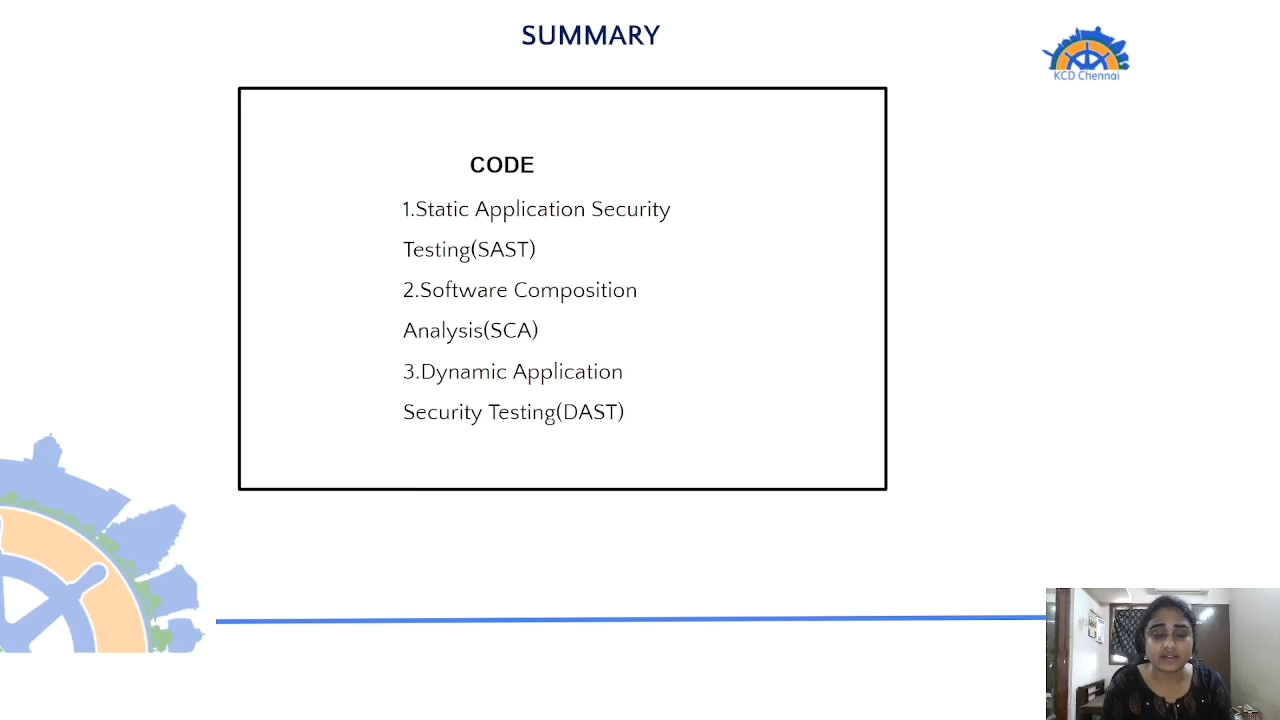 SUMMARY
KCD Chennai
CODE
1.Static Application Security
Testing(SAST)
2.Software Composition
Analysis(SCA)
3.Dynamic Application
Security Testing(DAST)